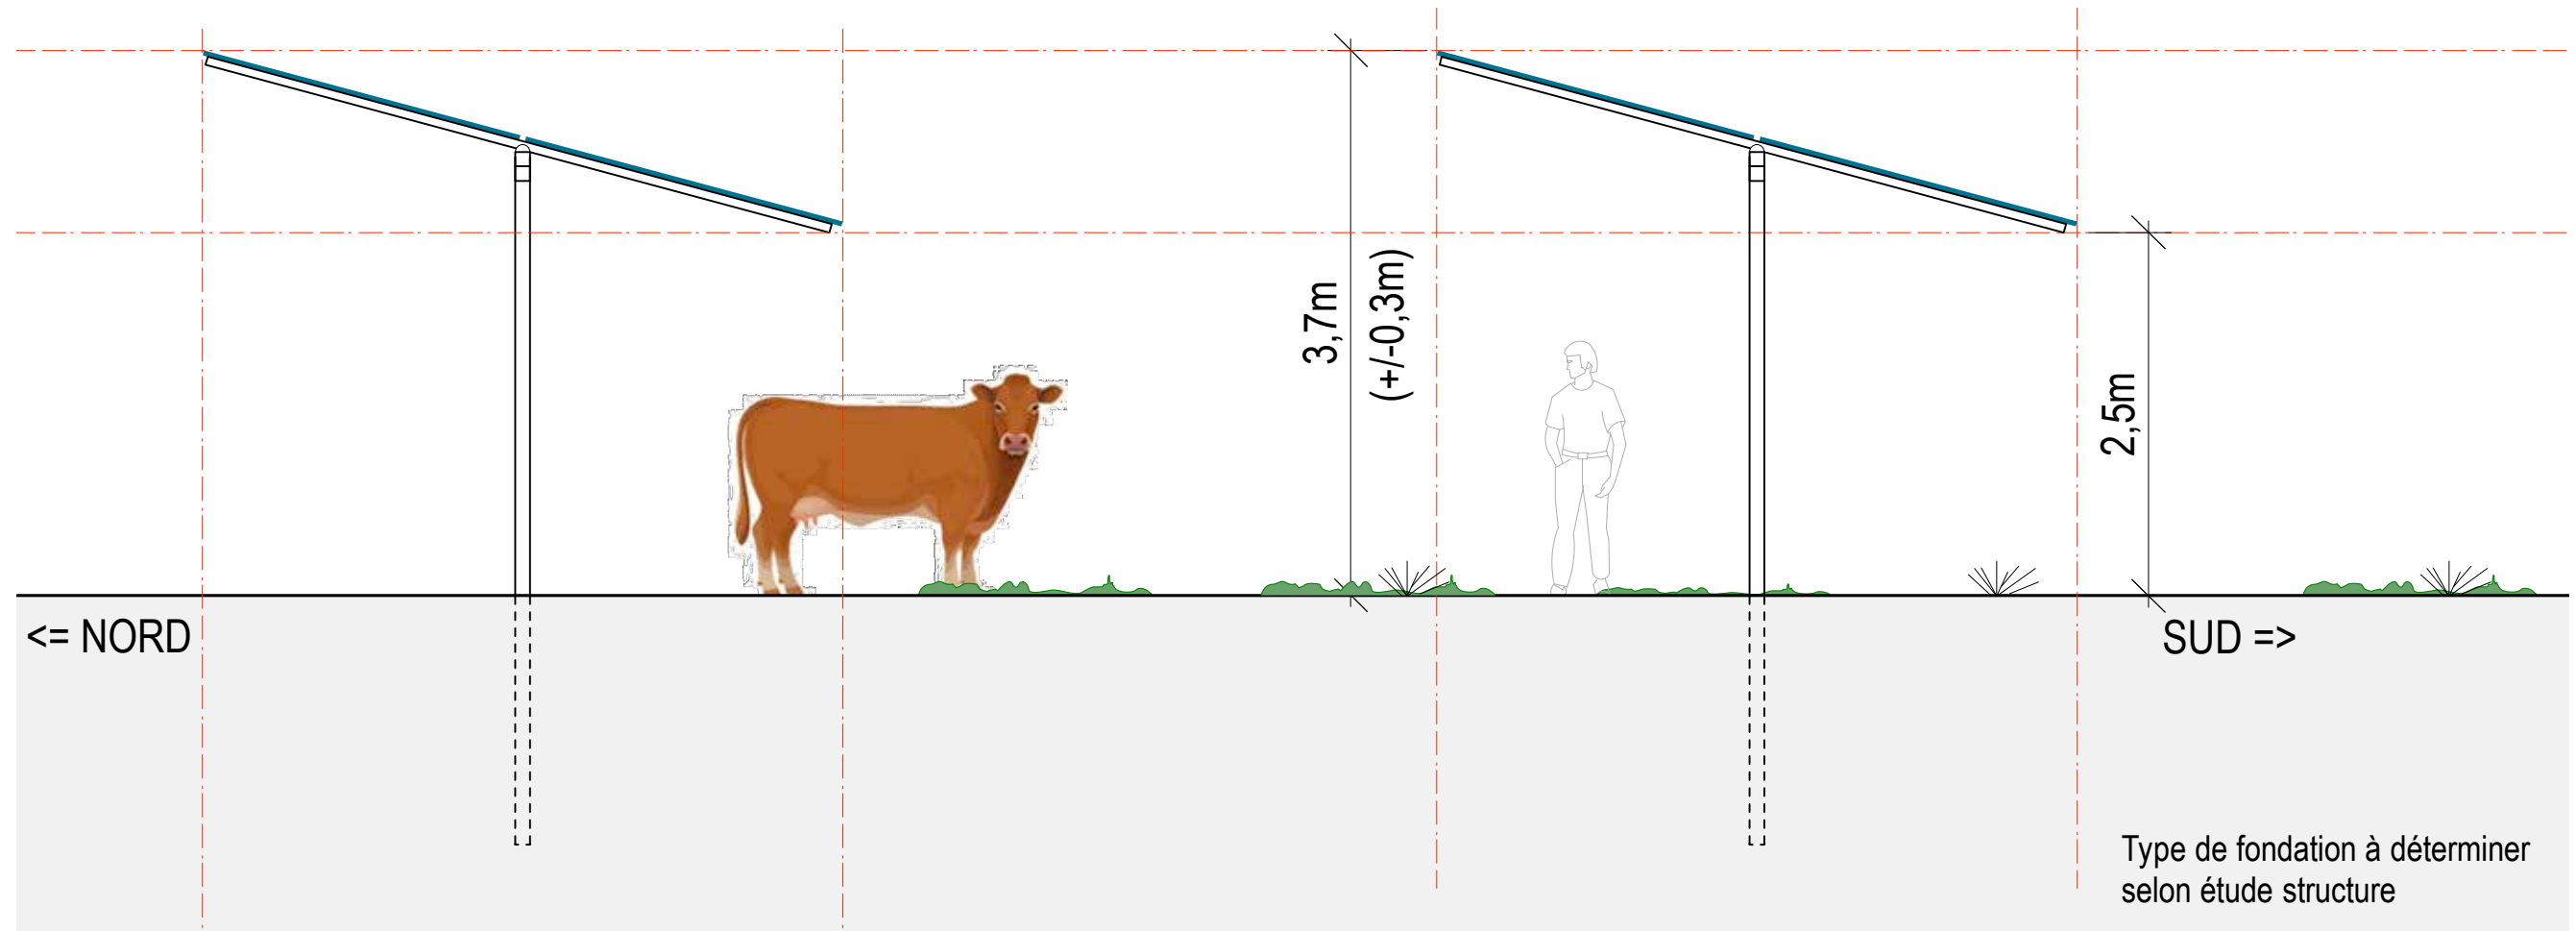 3,7m
(+/-0,3m)
2,5m
<= NORD
SUD =>
Type de fondation à déterminer
selon étude structure